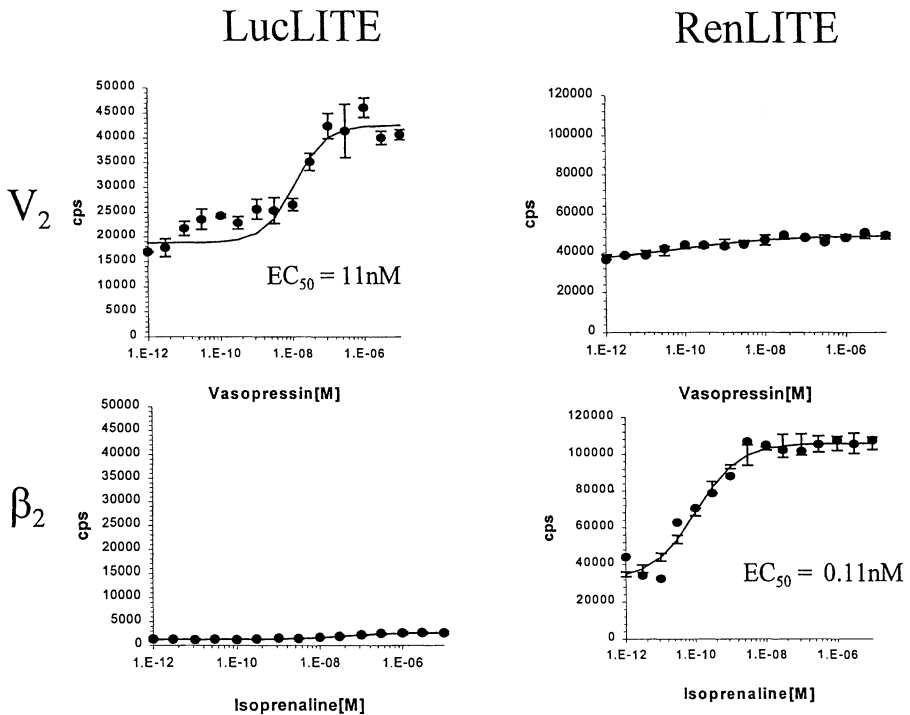 LucLITE
RenLITE
V2
cps
50000
45000
40000
35000
30000
25000
20000
15000
10000
5000
0
EC50 = 11nM
1.E-12
1.E-10
1.E-08
1.E-06
Vasopressin[M]
cps
120000
100000
80000
60000
40000
20000
0
1.E-12
1.E-10
1.E-08
1.E-06
Vasopressin[M]
β2
cps
50000
45000
40000
35000
30000
25000
20000
15000
10000
5000
0
1.E-12
1.E-10
1.E-08
1.E-06
Isoprenaline[M]
cps
120000
100000
80000
60000
40000
20000
0
EC50 = 0.11nM
1.E-12
1.E-10
1.E-08
1.E-06
Isoprenaline[M]